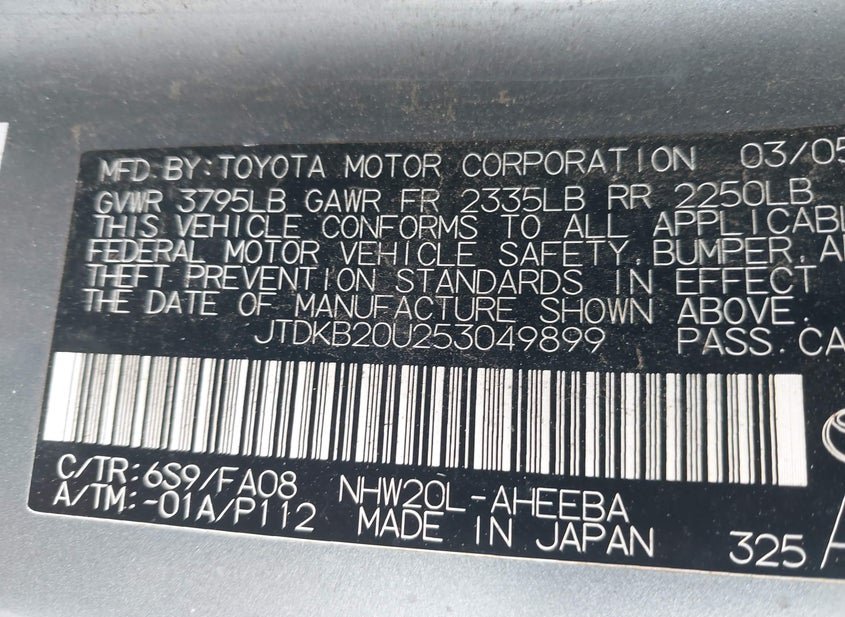 MFD BY: TOYOTA MOTOR CORPORATION 03/05
GVWR 3795LB GAWR FR 2335LB RR 2250LB
THIS VEHICLE CONFORMS TO ALL APPLICABL
FEDERAL MOTOR VEHICLE SAFETY, BUMPER, A
THEFT PREVENTION STANDARDS IN EFFECT
THE DATE OF MANUFACTURE SHOWN ABOVE.
JTDKB20U253049899 PASS. CA
C/TR: 6S9/FA08 NHW20L-AHEEBA
A/TM: -01A/P112 MADE IN JAPAN 325 A